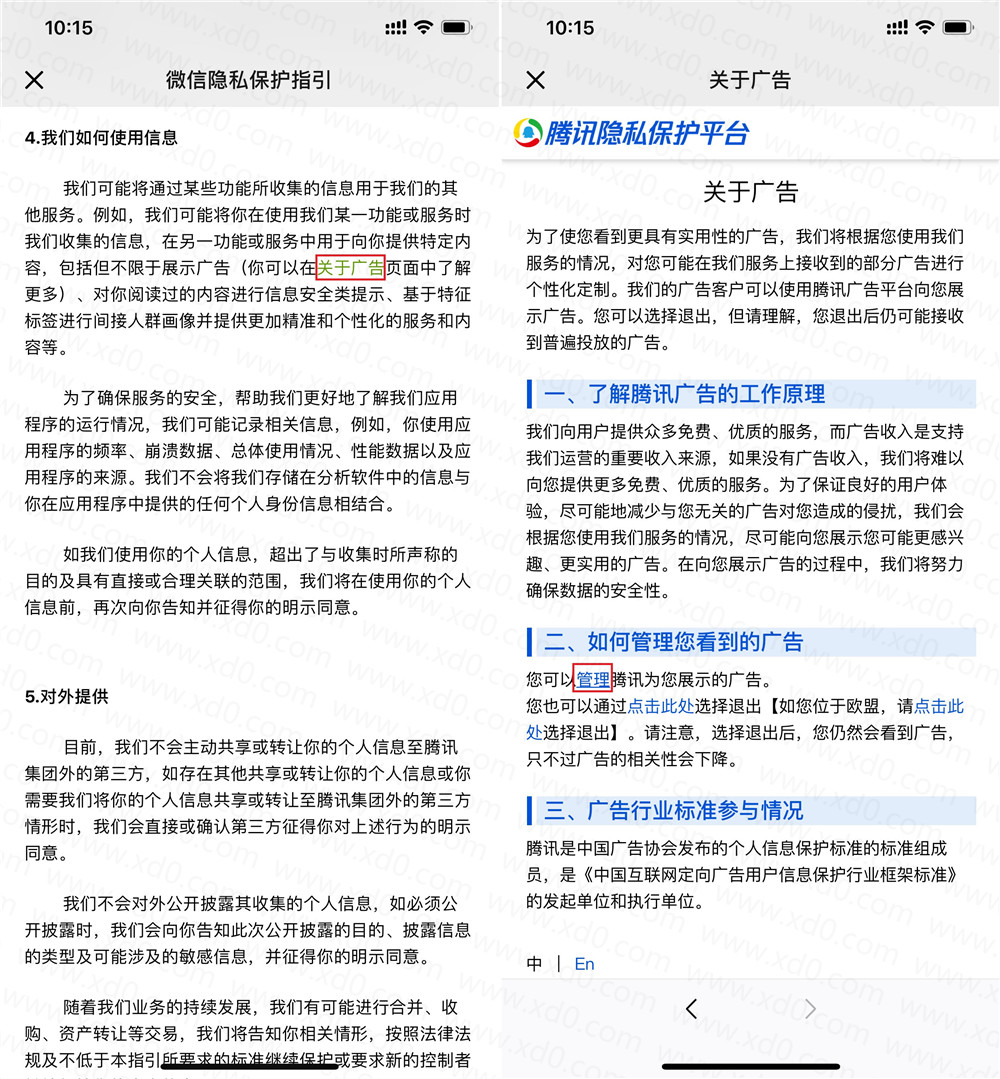 10:15
微信隐私保护指引
4.我们如何使用信息
我们可能将通过某些功能所收集的信息用于我们的其
他服务。例如，我们可能将你在使用我们某一功能或服务时
我们收集的信息，在另一功能或服务中用于向你提供特定内
容，包括但不限于展示广告（你可以在关于广告页面中了解
更多）、对你阅读过的内容进行信息安全类提示、基于特征
标签进行间接人群画像并提供更加精准和个性化的服务和内
容等。
为了确保服务的安全，帮助我们更好地了解我们应用
程序的运行情况，我们可能记录相关信息，例如，你使用应
用程序的频率、崩溃数据、总体使用情况、性能数据以及应
用程序的来源。我们不会将我们存储在分析软件中的信息与
你在应用程序中提供的任何个人身份信息相结合。
如我们使用你的个人信息，超出了与收集时所声称的
目的及具有直接或合理关联的范围，我们将在使用你的个人
信息前，再次向你告知并征得你的明示同意。
5.对外提供
目前，我们不会主动共享或转让你的个人信息至腾讯
集团外的第三方，如存在其他共享或转让你的个人信息或你
需要我们将你的个人信息共享或转让至腾讯集团外的第三方
情形时，我们会直接或确认第三方征得你对上述行为的明示
同意。
我们不会对外公开披露其收集的个人信息，如必须公
开披露时，我们会向你告知此次公开披露的目的、披露信息
的类型及可能涉及的敏感信息，并征得你的明示同意。
随着我们业务的持续发展，我们有可能进行合并、收
购、资产转让等交易，我们将告知你相关情形，按照法律法
规及不低于本指引所要求的标准继续保护或要求新的控制者
10:15
关于广告
腾讯隐私保护平台
关于广告
为了使您看到更具有实用性的广告，我们将根据您使用我们
服务的情况，对您可能在我们服务上接收到的部分广告进行
个性化定制。我们的广告客户可以使用腾讯广告平台向您展
示广告。您可以选择退出，但请理解，您退出后仍可能接收
到普遍投放的广告。
一、了解腾讯广告的工作原理
我们向用户提供众多免费、优质的服务，而广告收入是支持
我们运营的重要收入来源，如果没有广告收入，我们将难以
向您提供更多免费、优质的服务。为了保证良好的用户体
验，尽可能地减少与您无关的广告对您造成的侵扰，我们会
根据您使用我们服务的情况，尽可能向您展示您可能更感兴
趣、更实用的广告。在向您展示广告的过程中，我们将努力
确保数据的安全性。
二、如何管理您看到的广告
您可以管理腾讯为您展示的广告。
您也可以通过点击此处选择退出【如您位于欧盟，请点击此
处选择退出】。请注意，选择退出后，您仍然会看到广告，
只不过广告的相关性会下降。
三、广告行业标准参与情况
腾讯是中国广告协会发布的个人信息保护标准的标准组成
员，是《中国互联网定向广告用户信息保护行业框架标准》
的发起单位和执行单位。
中 | En
www.xd0.com